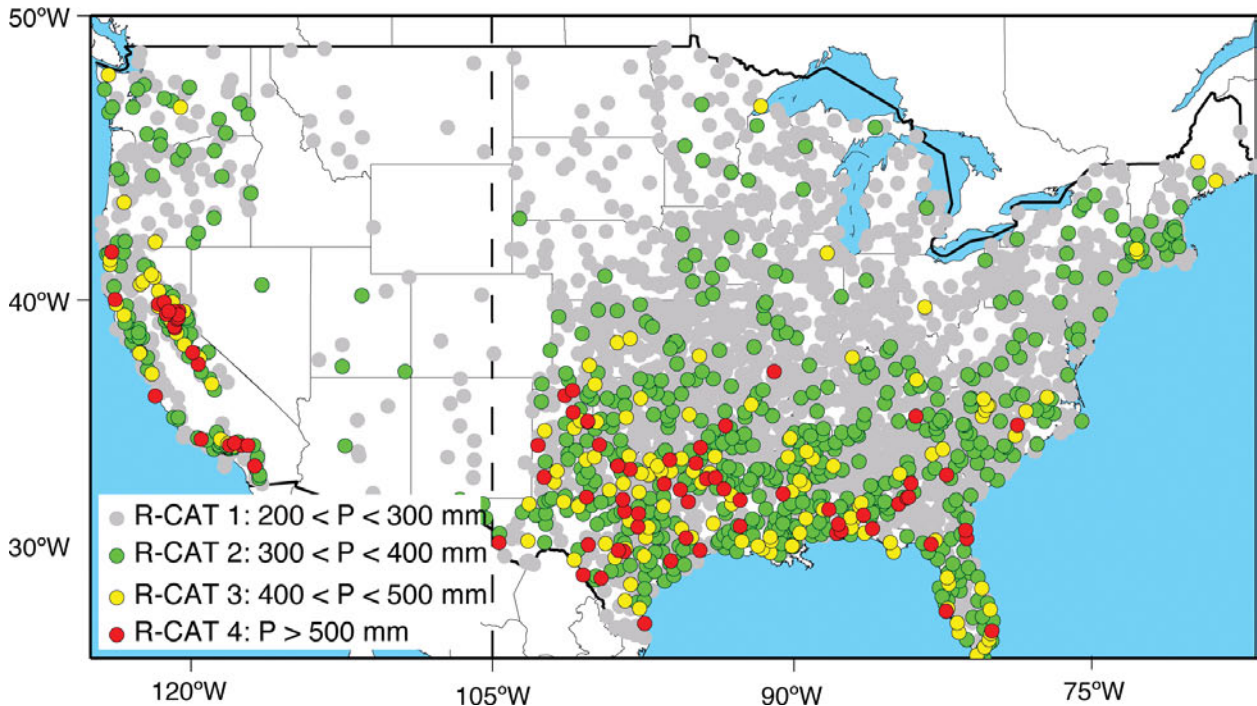 50ºW
40ºW
30ºW
R-CAT 1: 200 < P < 300 mm
R-CAT 2: 300 < P < 400 mm
R-CAT 3: 400 < P < 500 mm
R-CAT 4: P > 500 mm
120ºW
105ºW
90ºW
75ºW